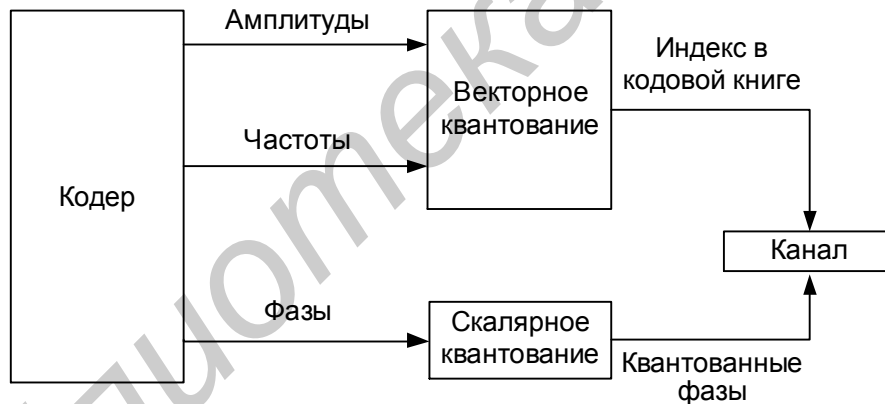 Амплитуды
Частоты
Кодер
Векторное
квантование
Индекс в
кодовой книге
Канал
Фазы
Скалярное
квантование
Квантованные
фазы